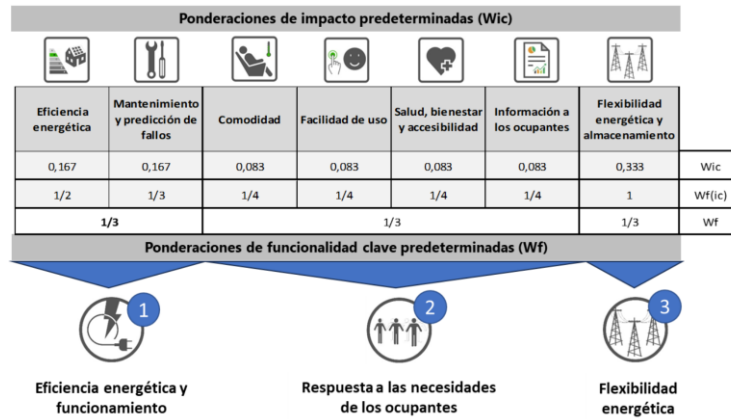 Ponderaciones de impacto predeterminadas (Wic)
Eficiencia
energética
Mantenimiento
y predicción de
fallos
Comodidad
Facilidad de uso
Salud, bienestar
y accesibilidad
Información a
los ocupantes
Flexibilidad
energética y
almacenamiento
0,167 0,167 0,083 0,083 0,083 0,083 0,333 Wic
1/2 1/3 1/4 1/4 1/4 1/4 1 Wf(ic)
1/3 1/3 1/3 Wf
Ponderaciones de funcionalidad clave predeterminadas (Wf)
1 2 3
Eficiencia energética y
funcionamiento
Respuesta a las necesidades
de los ocupantes
Flexibilidad
energética